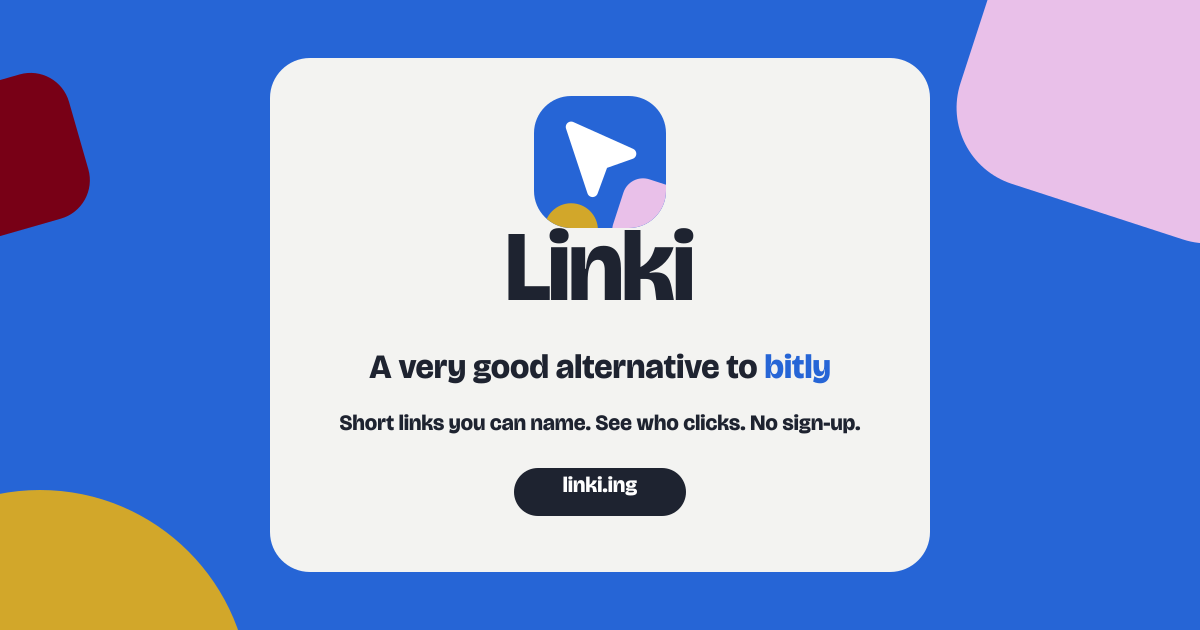 Linki
A very good alternative to bitly
Short links you can name. See who clicks. No sign-up.
linki.ing